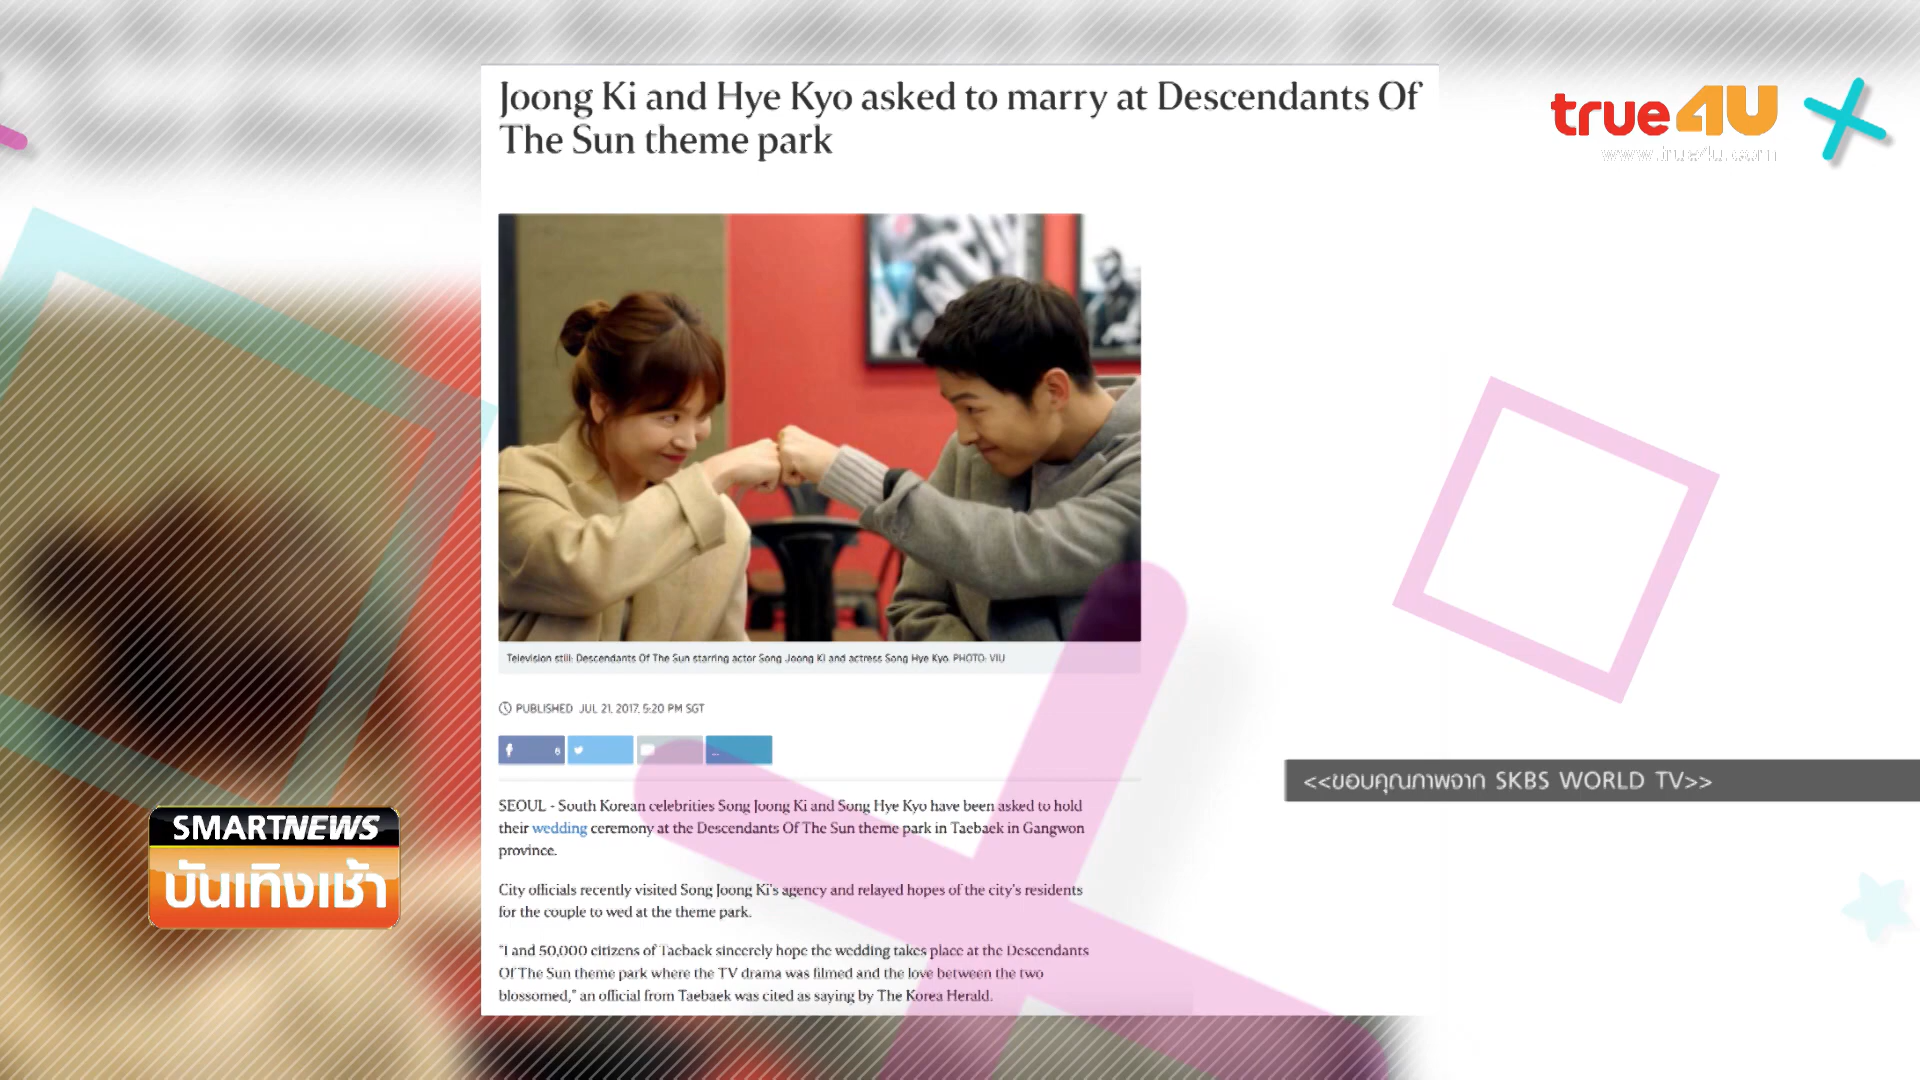 Joong Ki and Hye Kyo asked to marry at Descendants Of
The Sun theme park
true4U
www.true4u.com
Television still: Descendants Of The Sun starring actor Song Joong Ki and actress Song Hye Kyo. PHOTO: VIU
PUBLISHED JUL 21, 2017, 5:20 PM SGT
6
...
<<ขอบคุณภาพจาก SKBS WORLD TV>>
SEOUL - South Korean celebrities Song Joong Ki and Song Hye Kyo have been asked to hold
their wedding ceremony at the Descendants Of The Sun theme park in Taebaek in Gangwon
province.
City officials recently visited Song Joong Ki's agency and relayed hopes of the city's residents
for the couple to wed at the theme park.
"I and 50,000 citizens of Taebaek sincerely hope the wedding takes place at the Descendants
Of The Sun theme park where the TV drama was filmed and the love between the two
blossomed," an official from Taebaek was cited as saying by The Korea Herald.
SMARTNEWS
บันเทิงเช้า